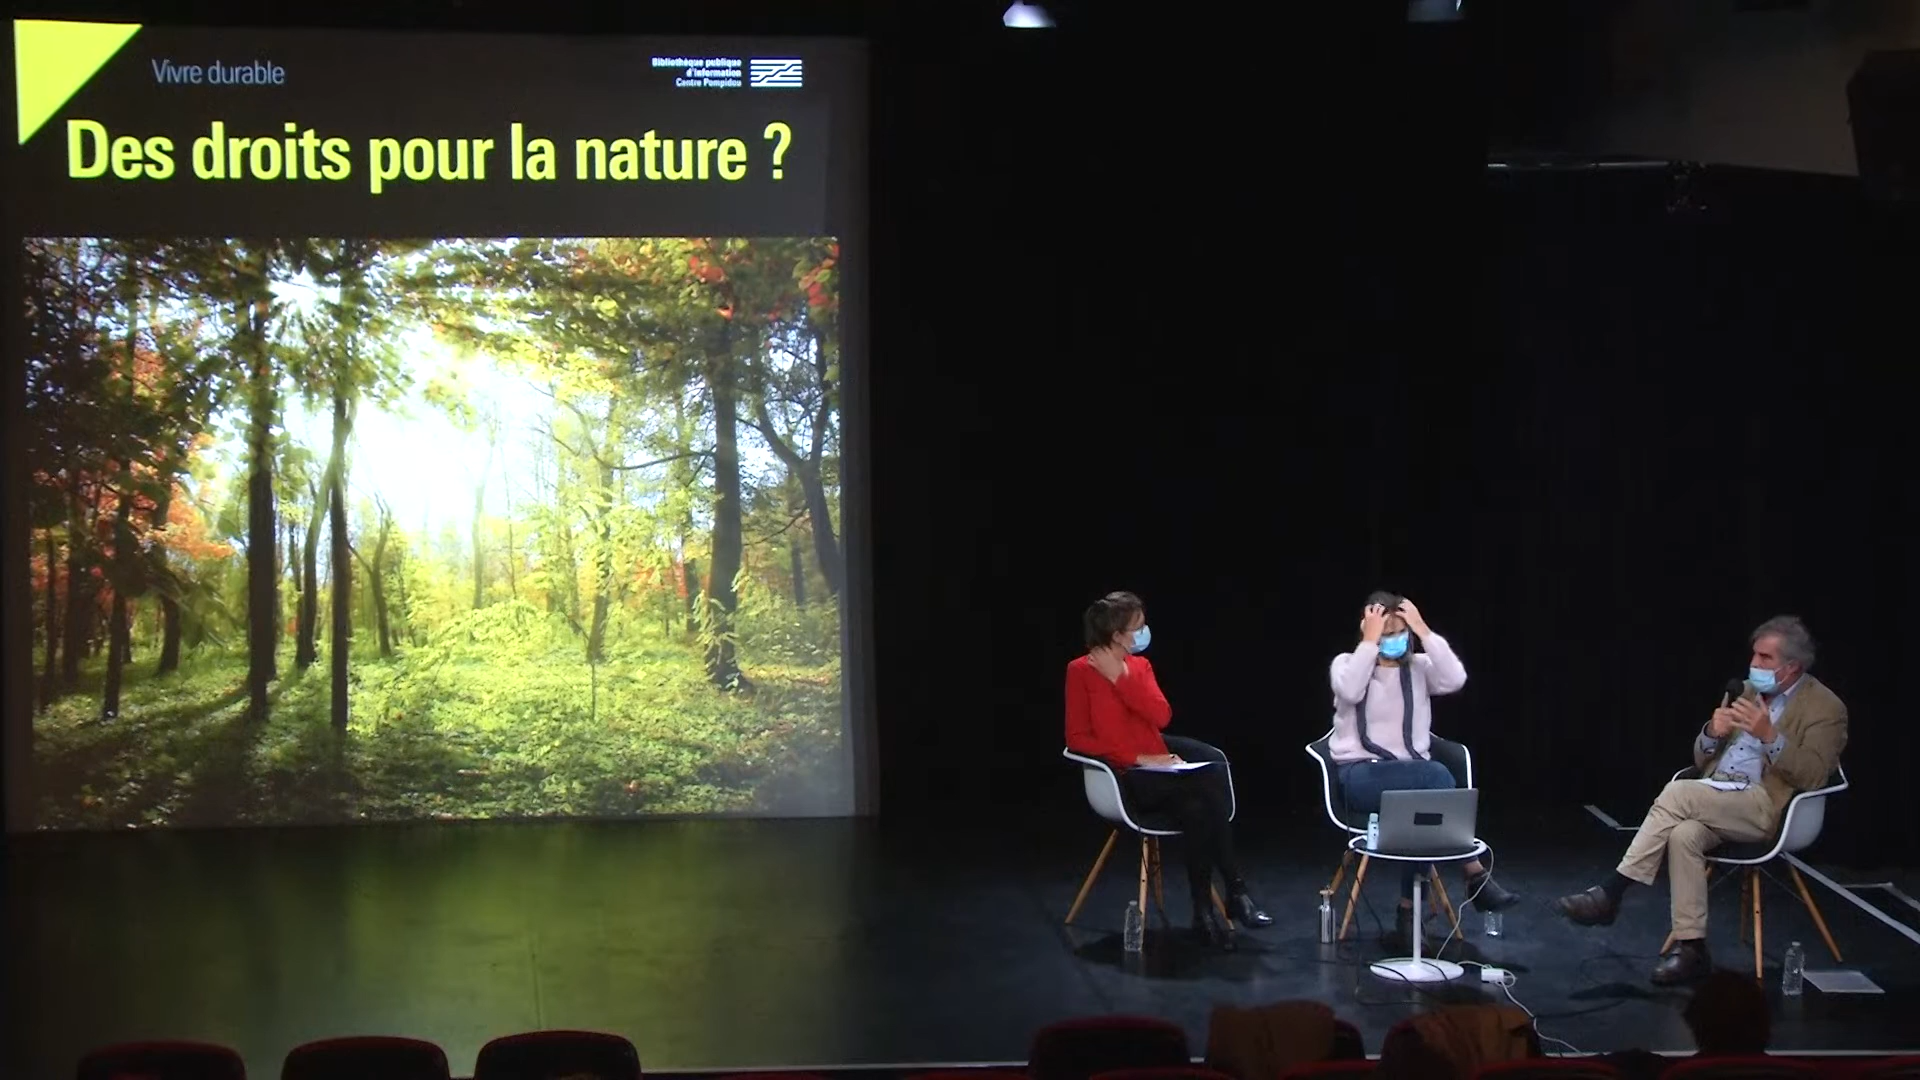 Vivre durable
Bibliothèque publique
d'information
Centre Pompidou
Des droits pour la nature ?